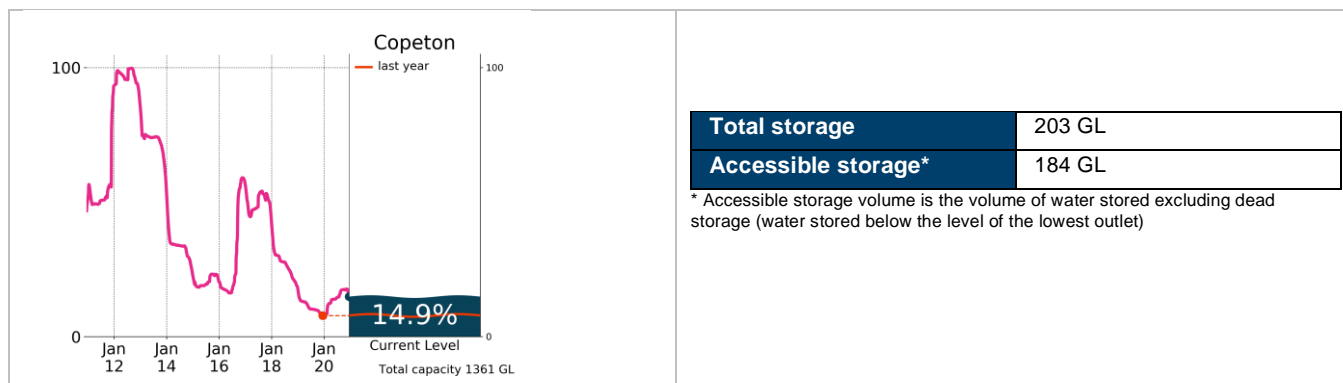 Copeton
last year
100
100
14.9%
0
0
Jan
12
Jan
14
Jan
16
Jan
18
Jan
20
Current Level
Total capacity 1361 GL
Total storage 203 GL
Accessible storage* 184 GL
* Accessible storage volume is the volume of water stored excluding dead
storage (water stored below the level of the lowest outlet)